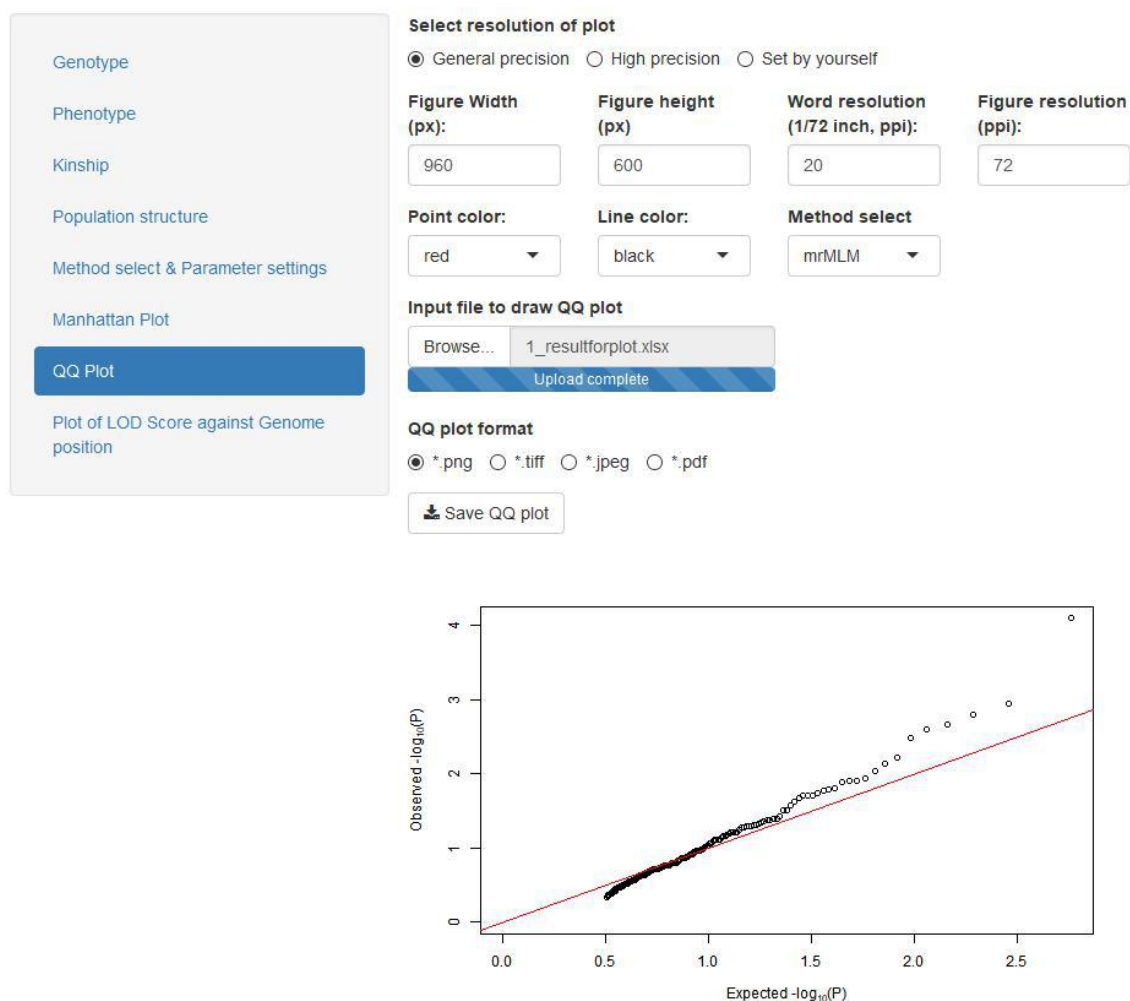 Genotype
Phenotype
Kinship
Population structure
Method select & Parameter settings
Manhattan Plot
QQ Plot
Plot of LOD Score against Genome
position
Select resolution of plot
General precision High precision Set by yourself
Figure Width Figure height Word resolution Figure resolution
(px): (px) (1/72 inch, ppi): (ppi):
960 600 20 72
Point color: Line color: Method select
red black mrMLM
Input file to draw QQ plot
Browse... 1_resultforplot.xlsx
Upload complete
QQ plot format
*.png *.tiff *.jpeg *.pdf
Save QQ plot
Observed -log₁₀(P)
4
3
2
1
0
0.0 0.5 1.0 1.5 2.0 2.5
Expected -log₁₀(P)